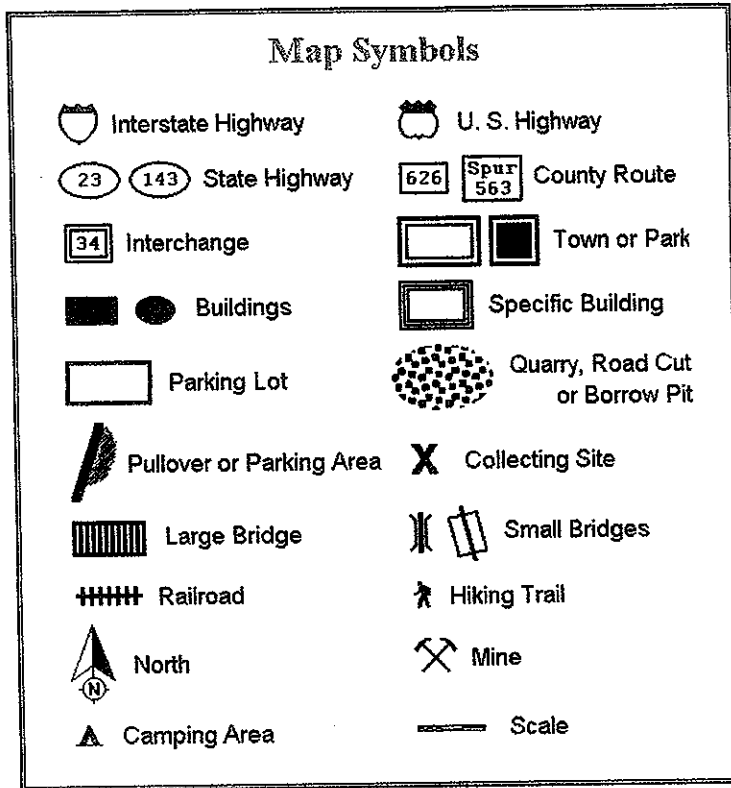 Map Symbols
Interstate Highway
U. S. Highway
23 143 State Highway
626 Spur 563 County Route
34 Interchange
Town or Park
Buildings
Specific Building
Parking Lot
Quarry, Road Cut
or Borrow Pit
Pullover or Parking Area
Collecting Site
Large Bridge
Small Bridges
Railroad
Hiking Trail
N
North
Mine
Camping Area
Scale